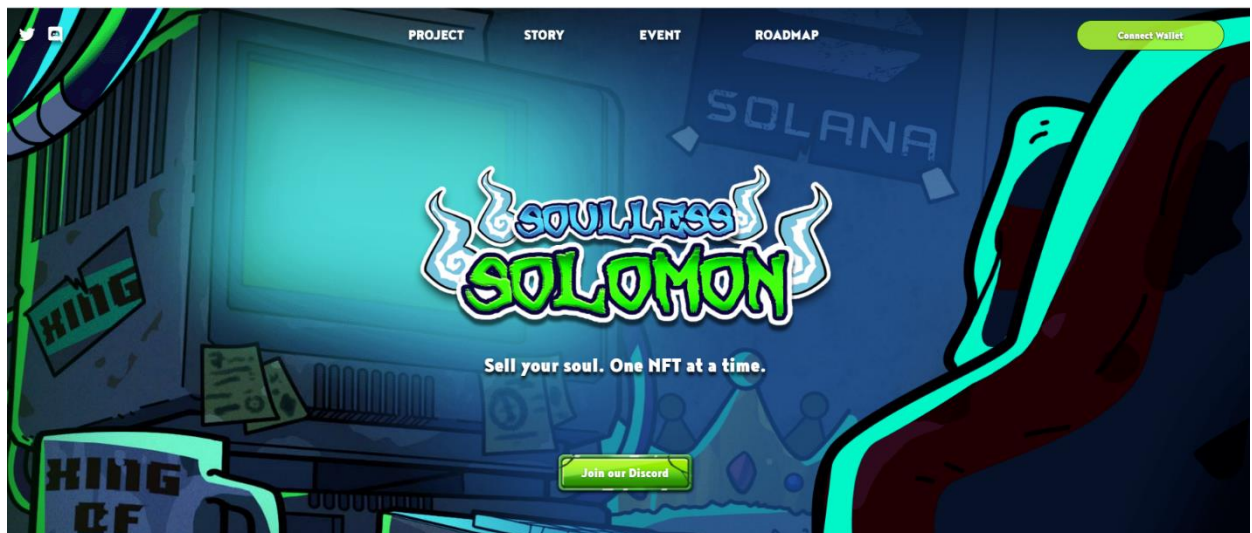 PROJECT STORY EVENT ROADMAP Connect Wallet
SOLANA
SOULLESS
SOLOMON
KING
Sell your soul. One NFT at a time.
Join our Discord
KING
OF